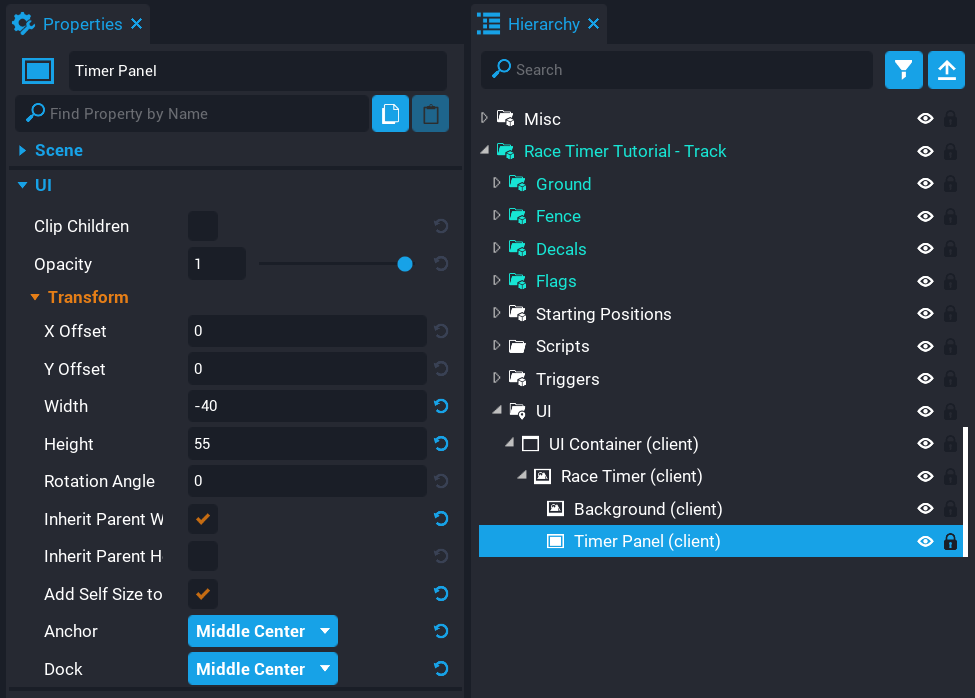 Properties
Timer Panel
Find Property by Name
Scene
UI
Clip Children
Opacity 1
Transform
X Offset 0
Y Offset 0
Width -40
Height 55
Rotation Angle 0
Inherit Parent W
Inherit Parent H
Add Self Size to
Anchor Middle Center
Dock Middle Center
Hierarchy
Search
Misc
Race Timer Tutorial - Track
Ground
Fence
Decals
Flags
Starting Positions
Scripts
Triggers
UI
UI Container (client)
Race Timer (client)
Background (client)
Timer Panel (client)